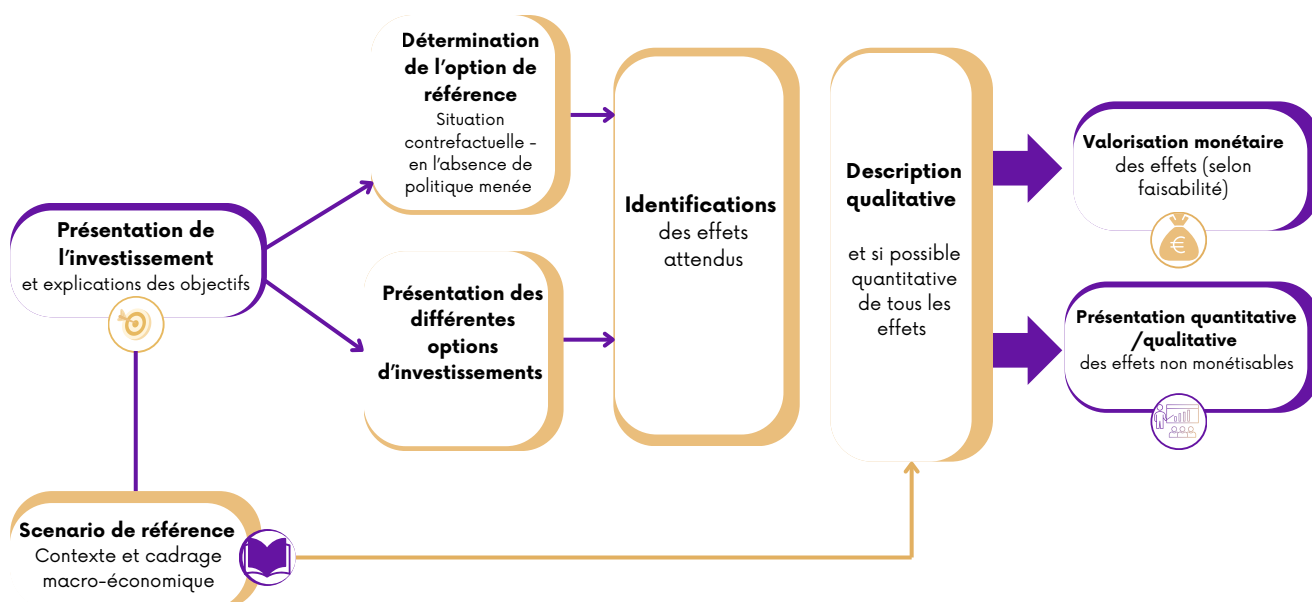 Présentation de
l'investissement
et explications des objectifs
Scenario de référence
Contexte et cadrage
macro-économique
Détermination
de l'option de
référence
Situation
contrefactuelle -
en l'absence de
politique menée
Présentation des
différentes
options
d'investissements
Identifications
des effets
attendus
Description
qualitative
et si possible
quantitative
de tous les
effets
Valorisation monétaire
des effets (selon
faisabilité)
€
Présentation quantitative
/qualitative
des effets non monétisables